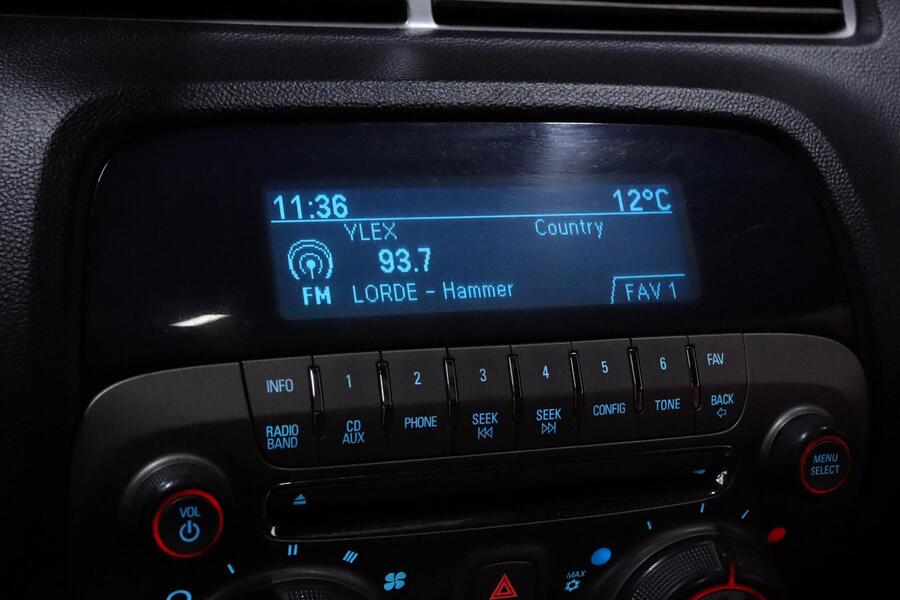 11:36 12°C
YLEX Country
93.7
FM LORDE - Hammer FAV 1
INFO 1 2 3 4 5 6 FAV
RADIO BAND CD AUX PHONE SEEK SEEK CONFIG TONE BACK
VOL
MENU SELECT
MAX